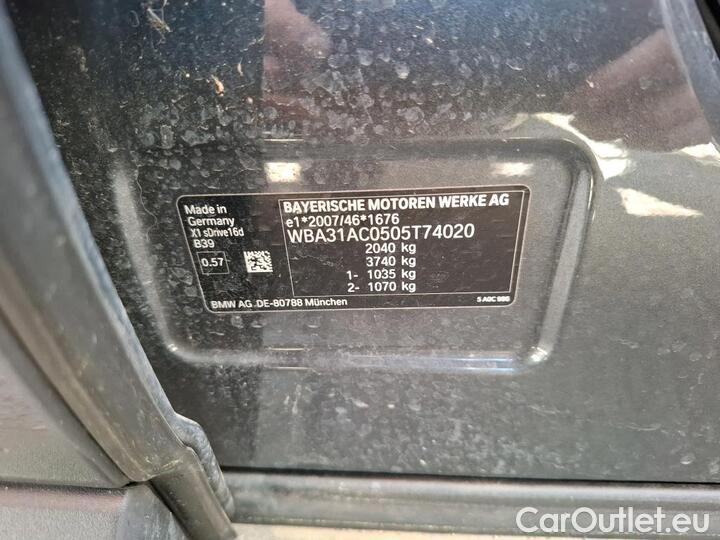 Made in
Germany
X1 sDrive16d
B39
0.57
BAYERISCHE MOTOREN WERKE AG
e1*2007/46*1676
WBA31AC0505T74020
2040 kg
3740 kg
1- 1035 kg
2- 1070 kg
BMW AG .DE-80788 München
CarOutlet.eu